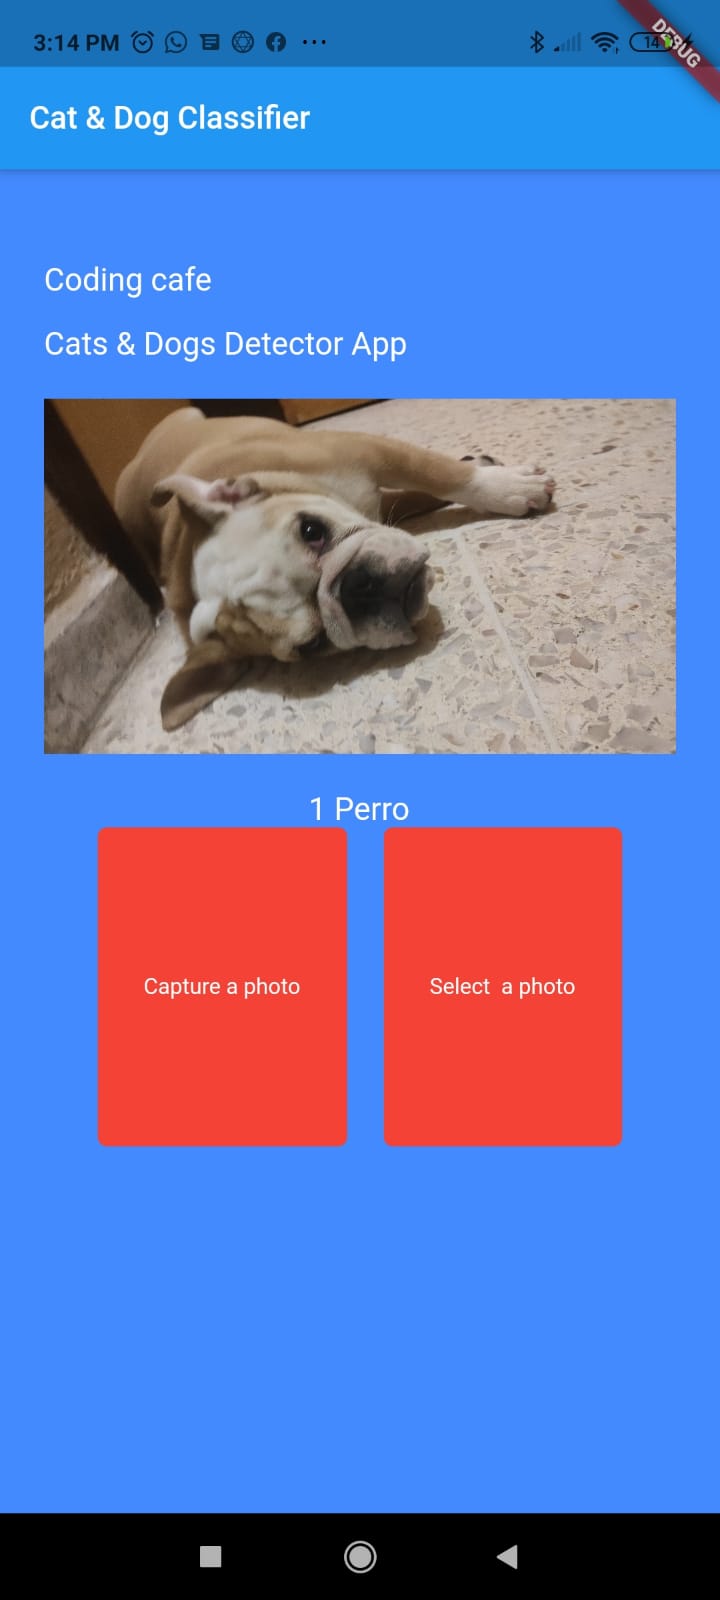 3:14 PM
14
DEBUG
Cat & Dog Classifier
Coding cafe
Cats & Dogs Detector App
1 Perro
Capture a photo
Select  a photo